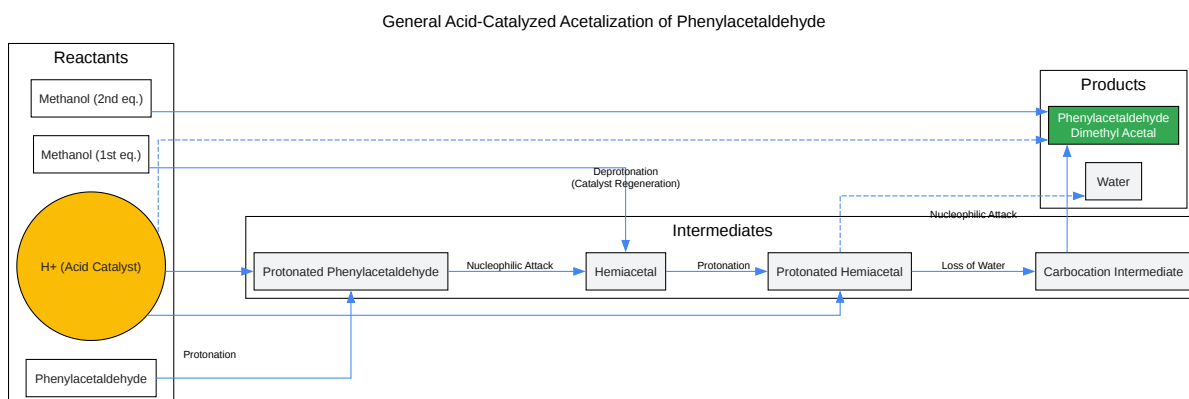 General Acid-Catalyzed Acetalization of Phenylacetaldehyde
Reactants
Products
Methanol (2nd eq.)
Phenylacetaldehyde
Dimethyl Acetal
Methanol (1st eq.)
Deprotonation
(Catalyst Regeneration)
Water
Nucleophilic Attack
Intermediates
H+ (Acid Catalyst)
Protonated Phenylacetaldehyde
Nucleophilic Attack
Hemiacetal
Protonation
Protonated Hemiacetal
Loss of Water
Carbocation Intermediate
Protonation
Phenylacetaldehyde